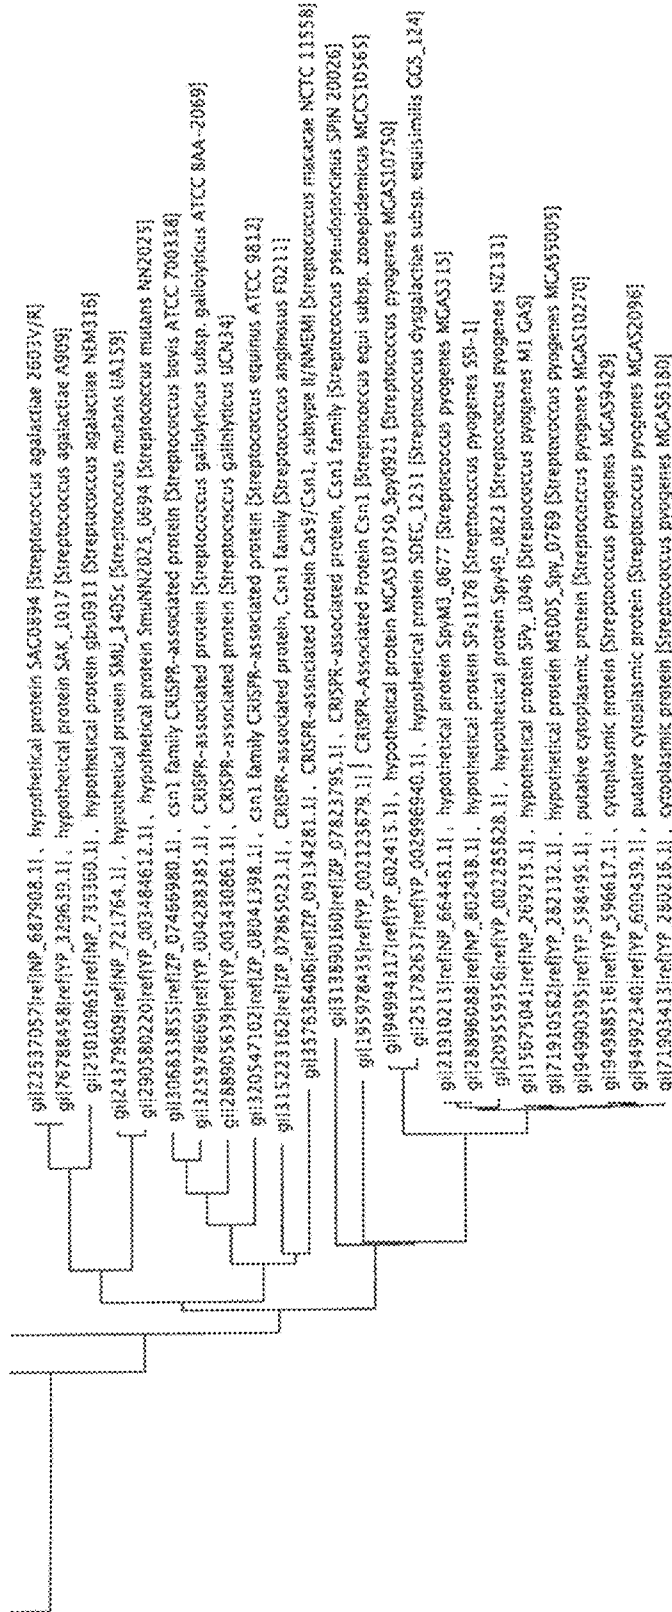 gi|22537057|ref|NP_687908.1|, hypothetical protein SAG0894 [Streptococcus agalactiae 2603V/R]
gi|76788458|ref|YP_329639.1|, hypothetical protein SAK_1017 [Streptococcus agalactiae A909]
gi|25010965|ref|NP_735360.1|, hypothetical protein gbs0911 [Streptococcus agalactiae NEM316]
gi|24379809|ref|NP_721764.1|, hypothetical protein SMU_1405c [Streptococcus mutans UA159]
gi|290580220|ref|YP_003484612.1|, hypothetical protein SmuNN2025_0694 [Streptococcus mutans NN2025]
gi|306833855|ref|ZP_07466980.1|, csn1 family CRISPR-associated protein [Streptococcus bovis ATCC 700338]
gi|325978669|ref|YP_004288385.1|, CRISPR-associated protein [Streptococcus gallolyticus subsp. gallolyticus ATCC BAA-2069]
gi|288905639|ref|YP_003430861.1|, CRISPR-associated protein [Streptococcus gallolyticus UCN34]
gi|320547102|ref|ZP_08041398.1|, csn1 family CRISPR-associated protein [Streptococcus equinus ATCC 9812]
gi|315223162|ref|ZP_07865023.1|, CRISPR-associated protein, Csn1 family [Streptococcus anginosus F0211]
gi|357636406|ref|ZP_09134281.1|, CRISPR-associated protein Cas9/Csn1, subtype II/NMEMI [Streptococcus macacae NCTC 11558]
gi|313890160|ref|ZP_07823795.1|, CRISPR-associated protein, Csn1 family [Streptococcus pseudoporcinus SPIN 20026]
gi|195978435|ref|YP_002123679.1| CRISPR-Associated Protein Csn1 [Streptococcus equi subsp. zooepidemicus MGCS10565]
gi|94994317|ref|YP_602415.1|, hypothetical protein MGAS10750_Spy0921 [Streptococcus pyogenes MGAS10750]
gi|251782637|ref|YP_002996940.1|, hypothetical protein SDEG_1231 [Streptococcus dysgalactiae subsp. equisimilis GGS_124]
gi|21910213|ref|NP_664481.1|, hypothetical protein SpyM3_0677 [Streptococcus pyogenes MGAS315]
gi|28896088|ref|NP_802438.1|, hypothetical protein SPs1176 [Streptococcus pyogenes SSI-1]
gi|209559356|ref|YP_002285828.1|, hypothetical protein Spy49_0823 [Streptococcus pyogenes NZ131]
gi|15675041|ref|NP_269215.1|, hypothetical protein SPy_1046 [Streptococcus pyogenes M1 GAS]
gi|71910582|ref|YP_282132.1|, hypothetical protein M5005_Spy_0769 [Streptococcus pyogenes MGAS5005]
gi|94990395|ref|YP_598495.1|, putative cytoplasmic protein [Streptococcus pyogenes MGAS10270]
gi|94988516|ref|YP_596617.1|, cytoplasmic protein [Streptococcus pyogenes MGAS9429]
gi|94992340|ref|YP_600439.1|, putative cytoplasmic protein [Streptococcus pyogenes MGAS2096]
cytoplasmic protein [Streptococcus pyogenes MGAS6180]